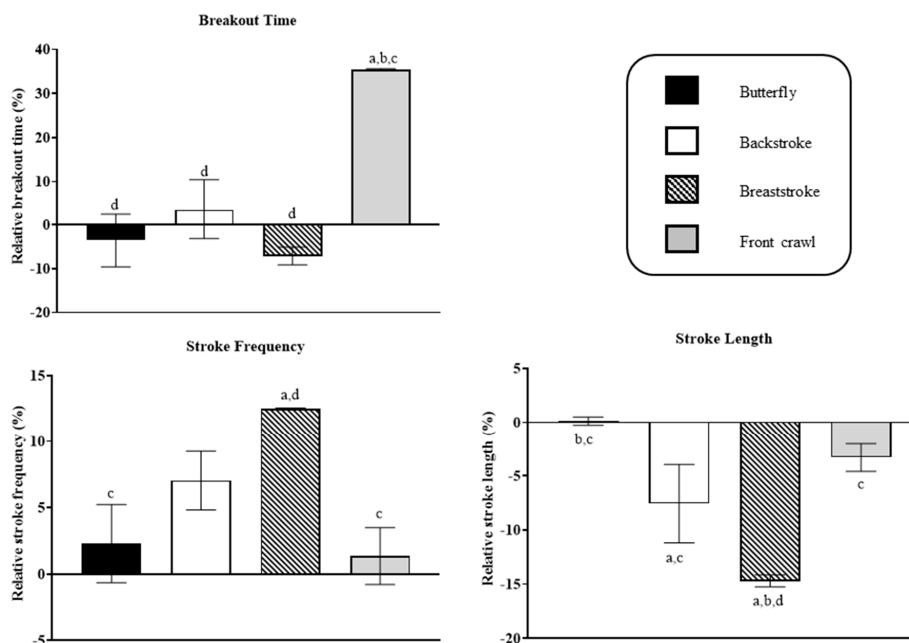 Breakout Time
Relative breakout time (%)
40
30
20
10
0
-10
-20
d
d
d
a,b,c
Butterfly
Backstroke
Breaststroke
Front crawl
Stroke Frequency
Relative stroke frequency (%)
15
10
5
0
-5
c
a,d
c
Stroke Length
Relative stroke length (%)
5
0
-5
-10
-15
-20
b,c
a,c
a,b,d
c